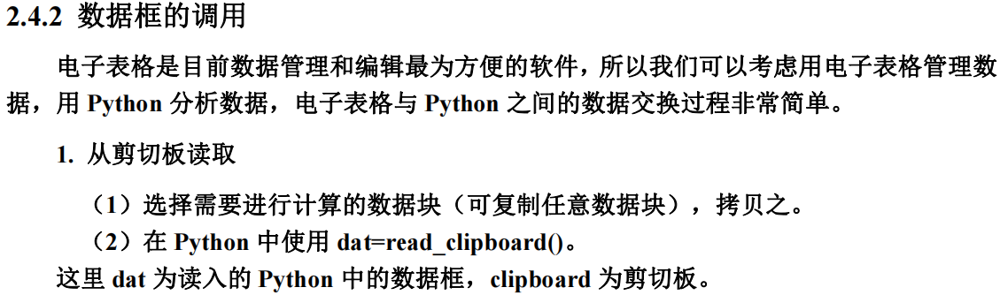 2.4.2 数据框的调用
电子表格是目前数据管理和编辑最为方便的软件，所以我们可以考虑用电子表格管理数
据，用 Python 分析数据，电子表格与 Python 之间的数据交换过程非常简单。
1. 从剪切板读取
（1）选择需要进行计算的数据块（可复制任意数据块），拷贝之。
（2）在 Python 中使用 dat=read_clipboard()。
这里 dat 为读入的 Python 中的数据框，clipboard 为剪切板。